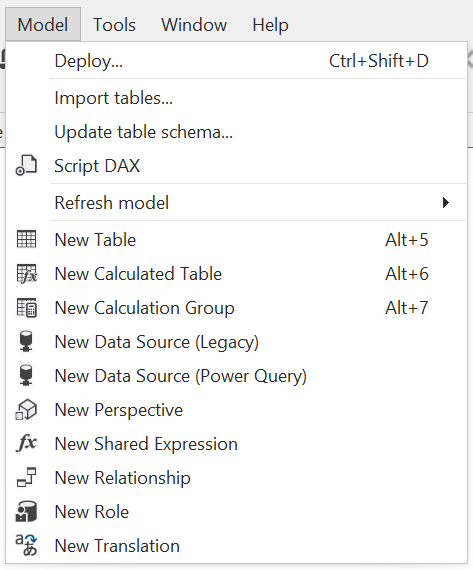 Model Tools Window Help
Deploy... Ctrl+Shift+D
Import tables...
Update table schema...
Script DAX
Refresh model
New Table Alt+5
New Calculated Table Alt+6
New Calculation Group Alt+7
New Data Source (Legacy)
New Data Source (Power Query)
New Perspective
fx New Shared Expression
New Relationship
New Role
New Translation